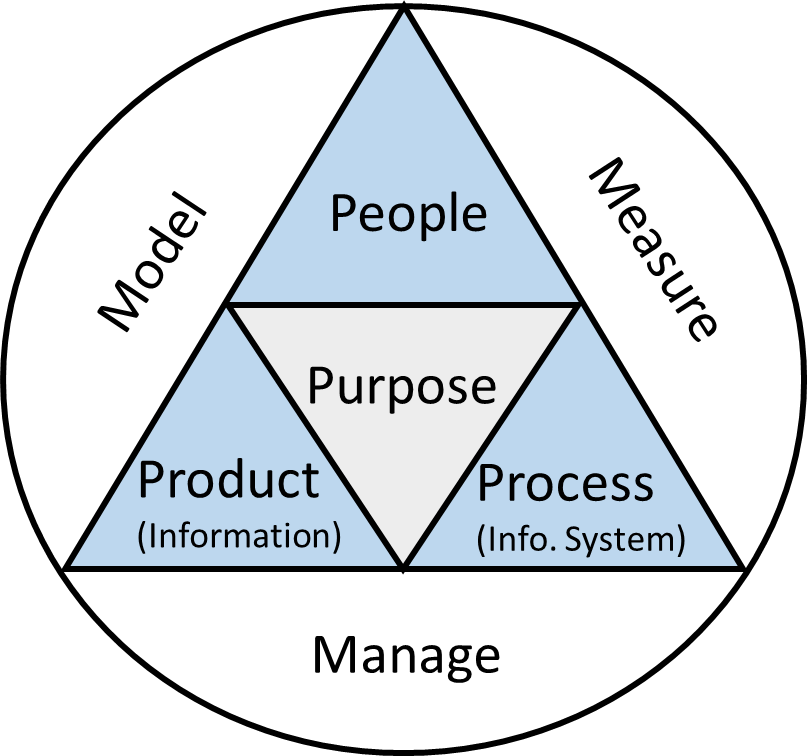 Model
People
Measure
Purpose
Product
(Information)
Process
(Info. System)
Manage